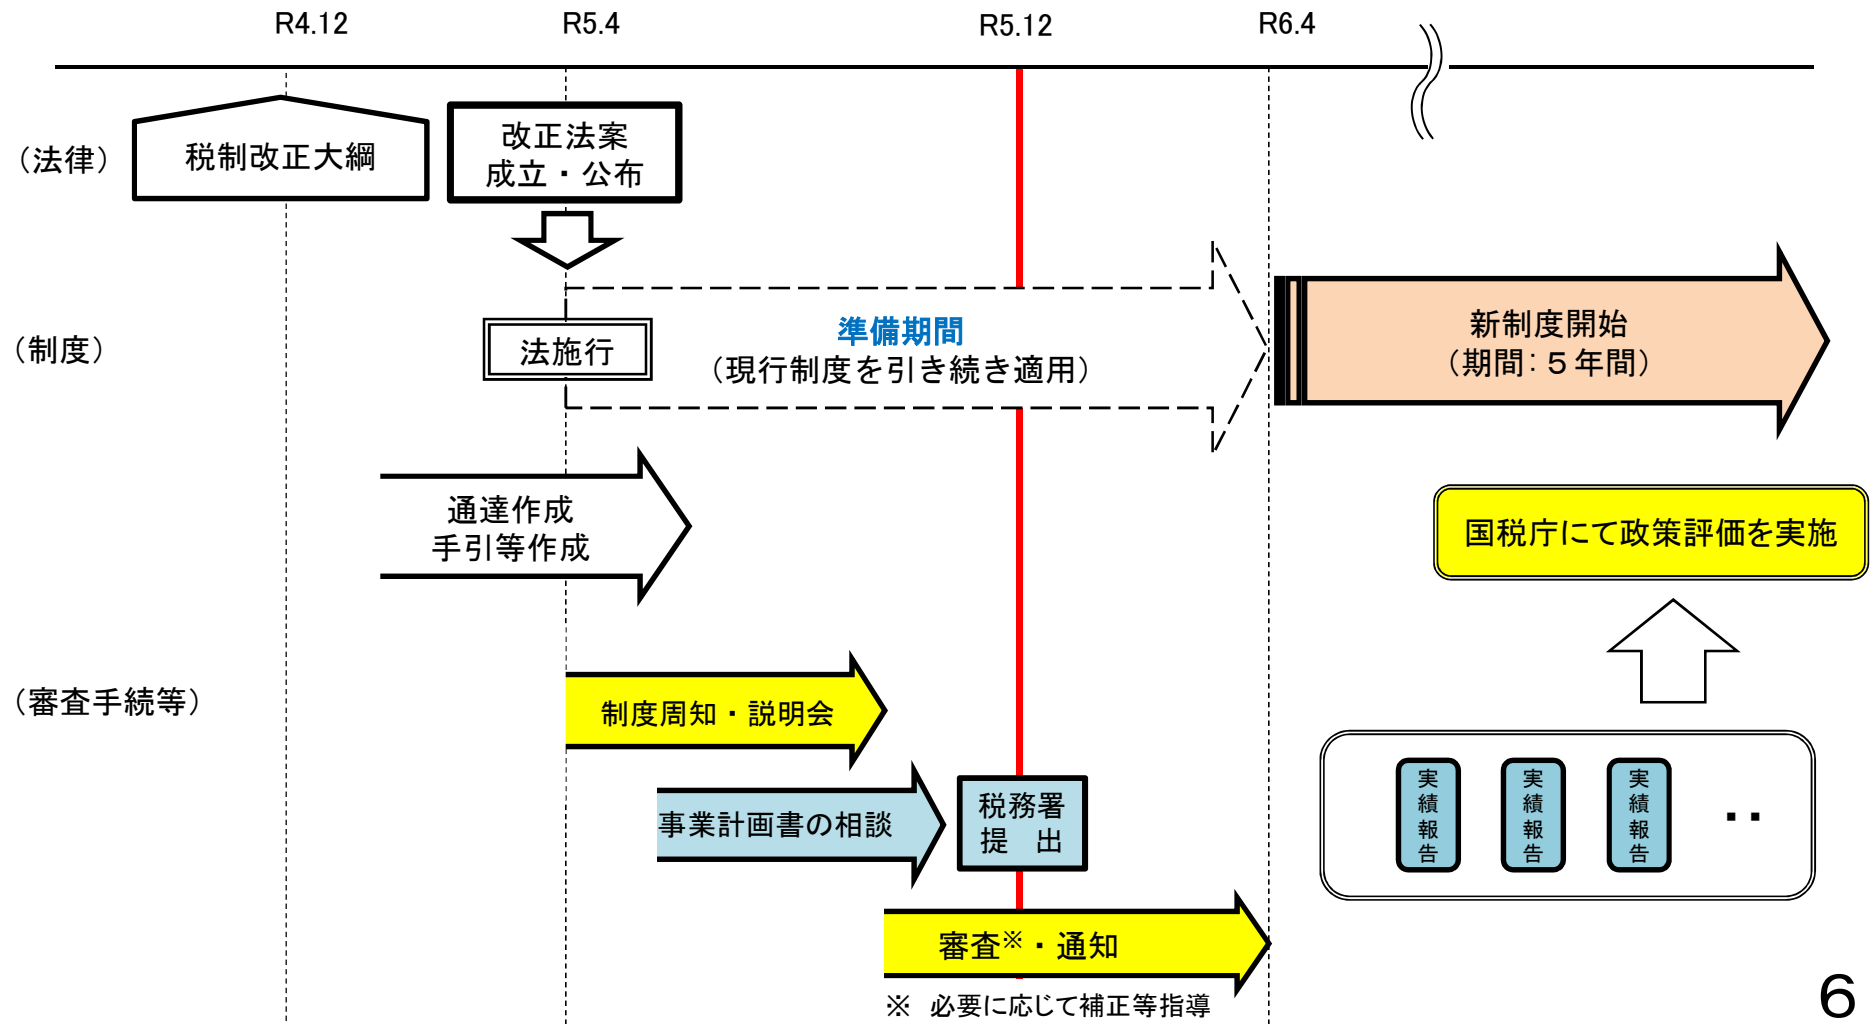 R4.12
R5.4
R5.12
R6.4
（法律）
税制改正大綱
改正法案
成立・公布
（制度）
法施行
準備期間
（現行制度を引き続き適用）
新制度開始
（期間：５年間）
通達作成
手引等作成
国税庁にて政策評価を実施
（審査手続等）
制度周知・説明会
事業計画書の相談
税務署
提　出
実績報告
実績報告
実績報告
・・
審査※・通知
※　必要に応じて補正等指導
6